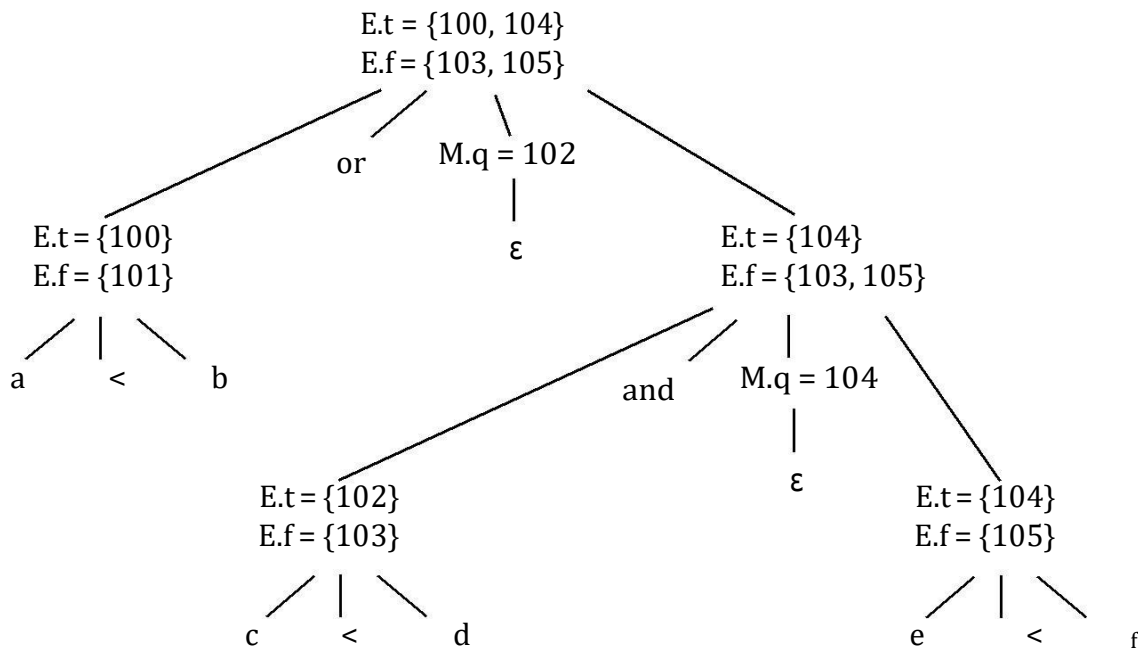 E.t = {100, 104}
E.f = {103, 105}
or
M.q = 102
ε
E.t = {100}
E.f = {101}
a < b
E.t = {104}
E.f = {103, 105}
and
M.q = 104
ε
E.t = {102}
E.f = {103}
c < d
E.t = {104}
E.f = {105}
e < f